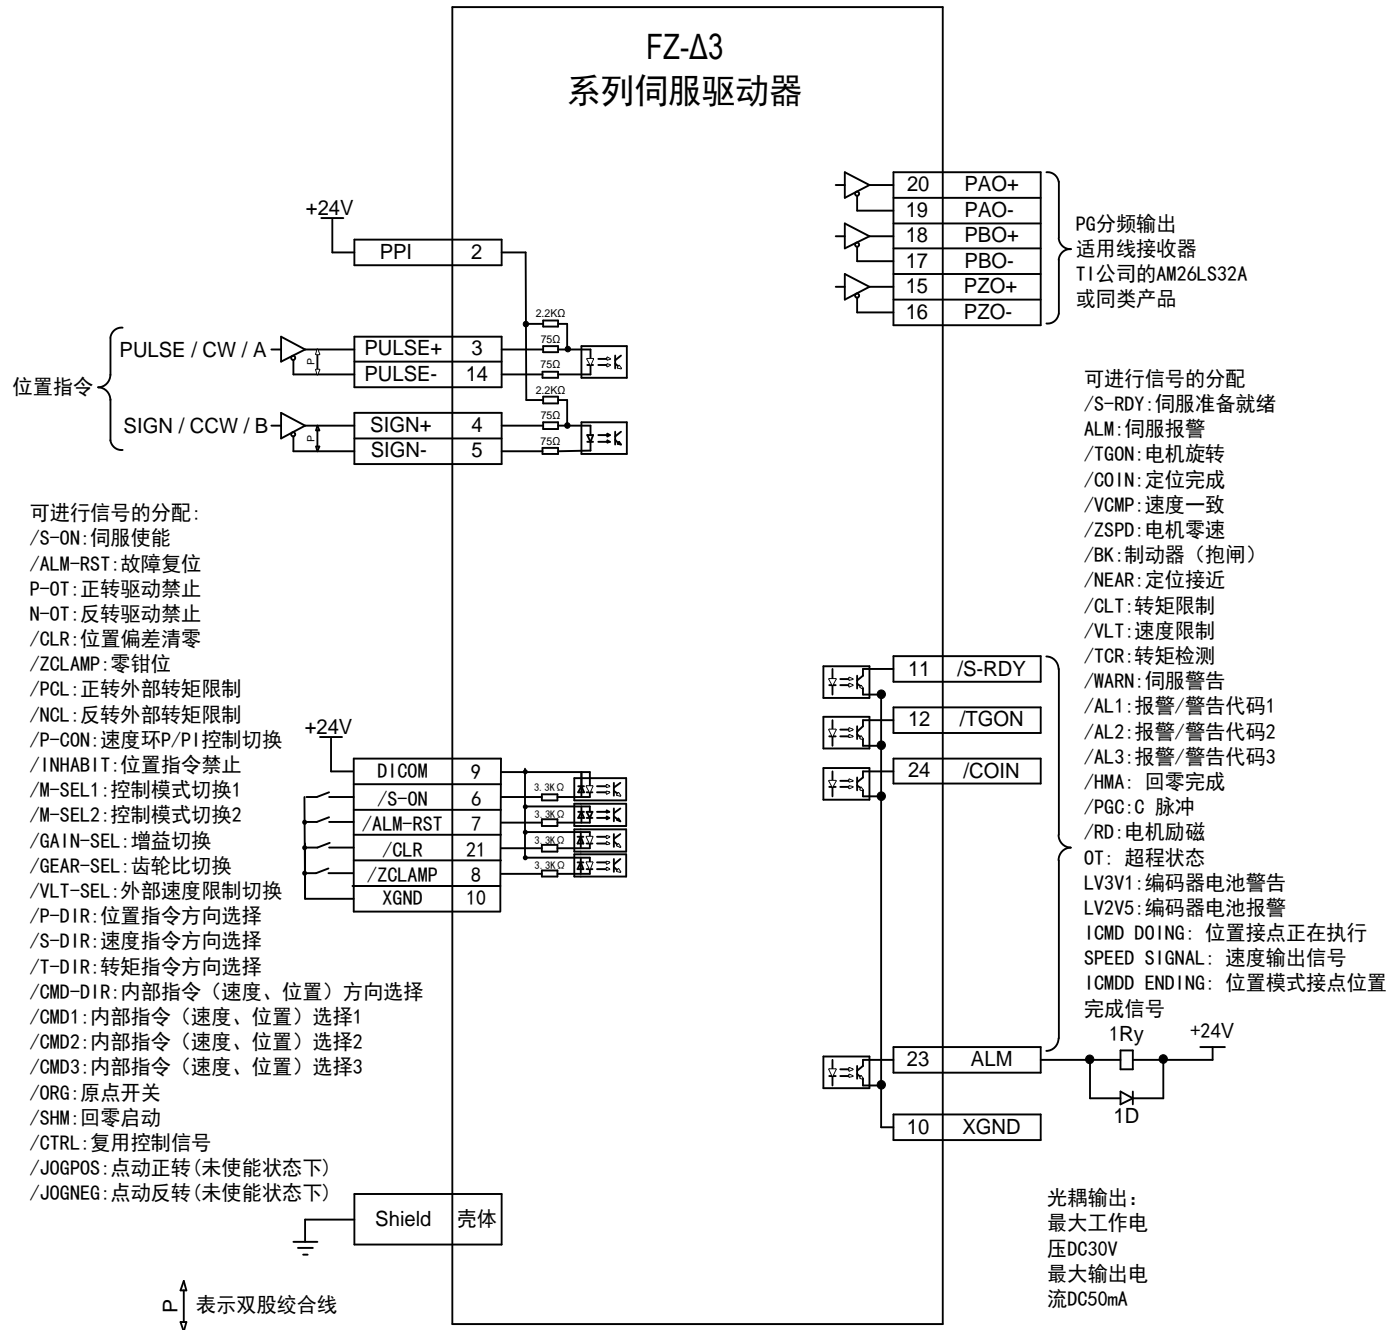 FZ-Δ3
系列伺服驱动器
+24V
PPI 2
2.2KΩ
位置指令
PULSE / CW / A
P
PULSE+ 3
75Ω
PULSE- 14
75Ω
2.2KΩ
SIGN / CCW / B
P
SIGN+ 4
75Ω
SIGN- 5
75Ω
20 PAO+
19 PAO-
18 PBO+
17 PBO-
15 PZO+
16 PZO-
PG分频输出
适用线接收器
TI公司的AM26LS32A
或同类产品
可进行信号的分配:
/S-ON:伺服使能
/ALM-RST:故障复位
P-OT:正转驱动禁止
N-OT:反转驱动禁止
/CLR:位置偏差清零
/ZCLAMP:零钳位
/PCL:正转外部转矩限制
/NCL:反转外部转矩限制
/P-CON:速度环P/PI控制切换
/INHABIT:位置指令禁止
/M-SEL1:控制模式切换1
/M-SEL2:控制模式切换2
/GAIN-SEL:增益切换
/GEAR-SEL:齿轮比切换
/VLT-SEL:外部速度限制切换
/P-DIR:位置指令方向选择
/S-DIR:速度指令方向选择
/T-DIR:转矩指令方向选择
/CMD-DIR:内部指令（速度、位置）方向选择
/CMD1:内部指令（速度、位置）选择1
/CMD2:内部指令（速度、位置）选择2
/CMD3:内部指令（速度、位置）选择3
/ORG:原点开关
/SHM:回零启动
/CTRL:复用控制信号
/JOGPOS:点动正转(未使能状态下)
/JOGNEG:点动反转(未使能状态下)
+24V
DICOM 9
/S-ON 6
3.3KΩ
/ALM-RST 7
3.3KΩ
/CLR 21
3.3KΩ
/ZCLAMP 8
3.3KΩ
XGND 10
可进行信号的分配
/S-RDY:伺服准备就绪
ALM:伺服报警
/TGON:电机旋转
/COIN:定位完成
/VCMP:速度一致
/ZSPD:电机零速
/BK:制动器（抱闸）
/NEAR:定位接近
/CLT:转矩限制
/VLT:速度限制
/TCR:转矩检测
/WARN:伺服警告
/AL1:报警/警告代码1
/AL2:报警/警告代码2
/AL3:报警/警告代码3
/HMA: 回零完成
/PGC:C 脉冲
/RD:电机励磁
OT: 超程状态
LV3V1:编码器电池警告
LV2V5:编码器电池报警
ICMD DOING: 位置接点正在执行
SPEED SIGNAL: 速度输出信号
ICMDD ENDING: 位置模式接点位置
完成信号
11 /S-RDY
12 /TGON
24 /COIN
23 ALM
10 XGND
1Ry
+24V
1D
Shield 壳体
P 表示双股绞合线
光耦输出:
最大工作电
压DC30V
最大输出电
流DC50mA